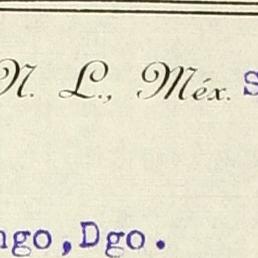 N. L., Méx.
ngo, Dgo.